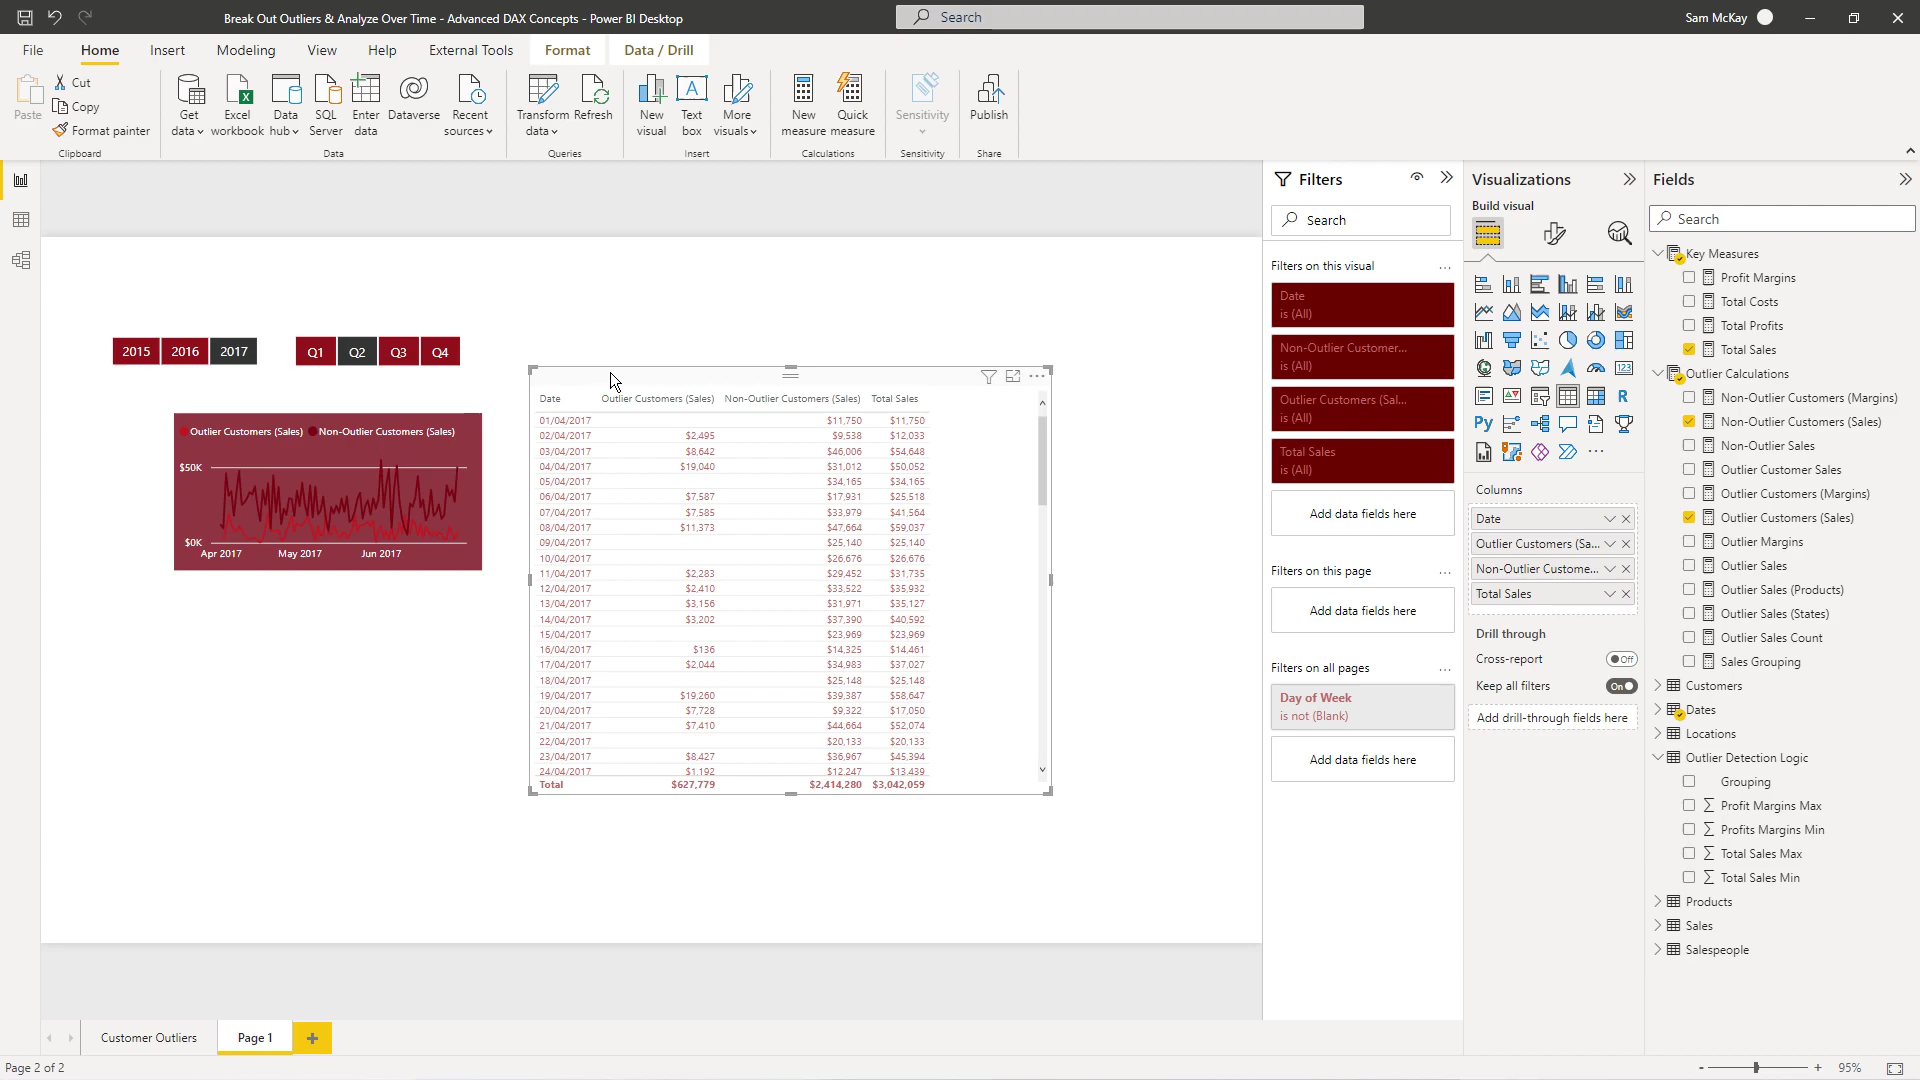 Break Out Outliers & Analyze Over Time - Advanced DAX Concepts - Power BI Desktop
Search
Sam McKay
File Home Insert Modeling View Help External Tools Format Data / Drill
Paste
Cut
Copy
Format painter
Clipboard
Get data
Excel workbook
Data hub
SQL Server
Enter data
Dataverse
Recent sources
Data
Transform data
Refresh
Queries
New visual
Text box
More visuals
Insert
New measure
Quick measure
Calculations
Sensitivity
Sensitivity
Publish
Share
2015 2016 2017
Q1 Q2 Q3 Q4
Outlier Customers (Sales) Non-Outlier Customers (Sales)
$50K
$0K
Apr 2017 May 2017 Jun 2017
Date Outlier Customers (Sales) Non-Outlier Customers (Sales) Total Sales
01/04/2017 $11,750 $11,750
02/04/2017 $2,495 $9,538 $12,033
03/04/2017 $8,642 $46,006 $54,648
04/04/2017 $19,040 $31,012 $50,052
05/04/2017 $34,165 $34,165
06/04/2017 $7,587 $17,931 $25,518
07/04/2017 $7,585 $33,979 $41,564
08/04/2017 $11,373 $47,664 $59,037
09/04/2017 $25,140 $25,140
10/04/2017 $26,676 $26,676
11/04/2017 $2,283 $29,452 $31,735
12/04/2017 $2,410 $33,522 $35,932
13/04/2017 $3,156 $31,971 $35,127
14/04/2017 $3,202 $37,390 $40,592
15/04/2017 $23,969 $23,969
16/04/2017 $136 $14,325 $14,461
17/04/2017 $2,044 $34,983 $37,027
18/04/2017 $25,148 $25,148
19/04/2017 $19,260 $39,387 $58,647
20/04/2017 $7,728 $9,322 $17,050
21/04/2017 $7,410 $44,664 $52,074
22/04/2017 $20,133 $20,133
23/04/2017 $8,427 $36,967 $45,394
24/04/2017 $1,192 $12,247 $13,439
Total $627,779 $2,414,280 $3,042,059
Filters
Search
Filters on this visual ...
Date
is (All)
Non-Outlier Customer...
is (All)
Outlier Customers (Sal...
is (All)
Total Sales
is (All)
Add data fields here
Filters on this page ...
Add data fields here
Filters on all pages ...
Day of Week
is not (Blank)
Add data fields here
Visualizations
Build visual
123
R
Py
Columns
Date
Outlier Customers (Sa...
Non-Outlier Custome...
Total Sales
Drill through
Cross-report Off
Keep all filters On
Add drill-through fields here
Fields
Search
Key Measures
Profit Margins
Total Costs
Total Profits
Total Sales
Outlier Calculations
Non-Outlier Customers (Margins)
Non-Outlier Customers (Sales)
Non-Outlier Sales
Outlier Customer Sales
Outlier Customers (Margins)
Outlier Customers (Sales)
Outlier Margins
Outlier Sales
Outlier Sales (Products)
Outlier Sales (States)
Outlier Sales Count
Sales Grouping
Customers
Dates
Locations
Outlier Detection Logic
Grouping
Profit Margins Max
Profits Margins Min
Total Sales Max
Total Sales Min
Products
Sales
Salespeople
Customer Outliers Page 1 +
Page 2 of 2
- + 95%